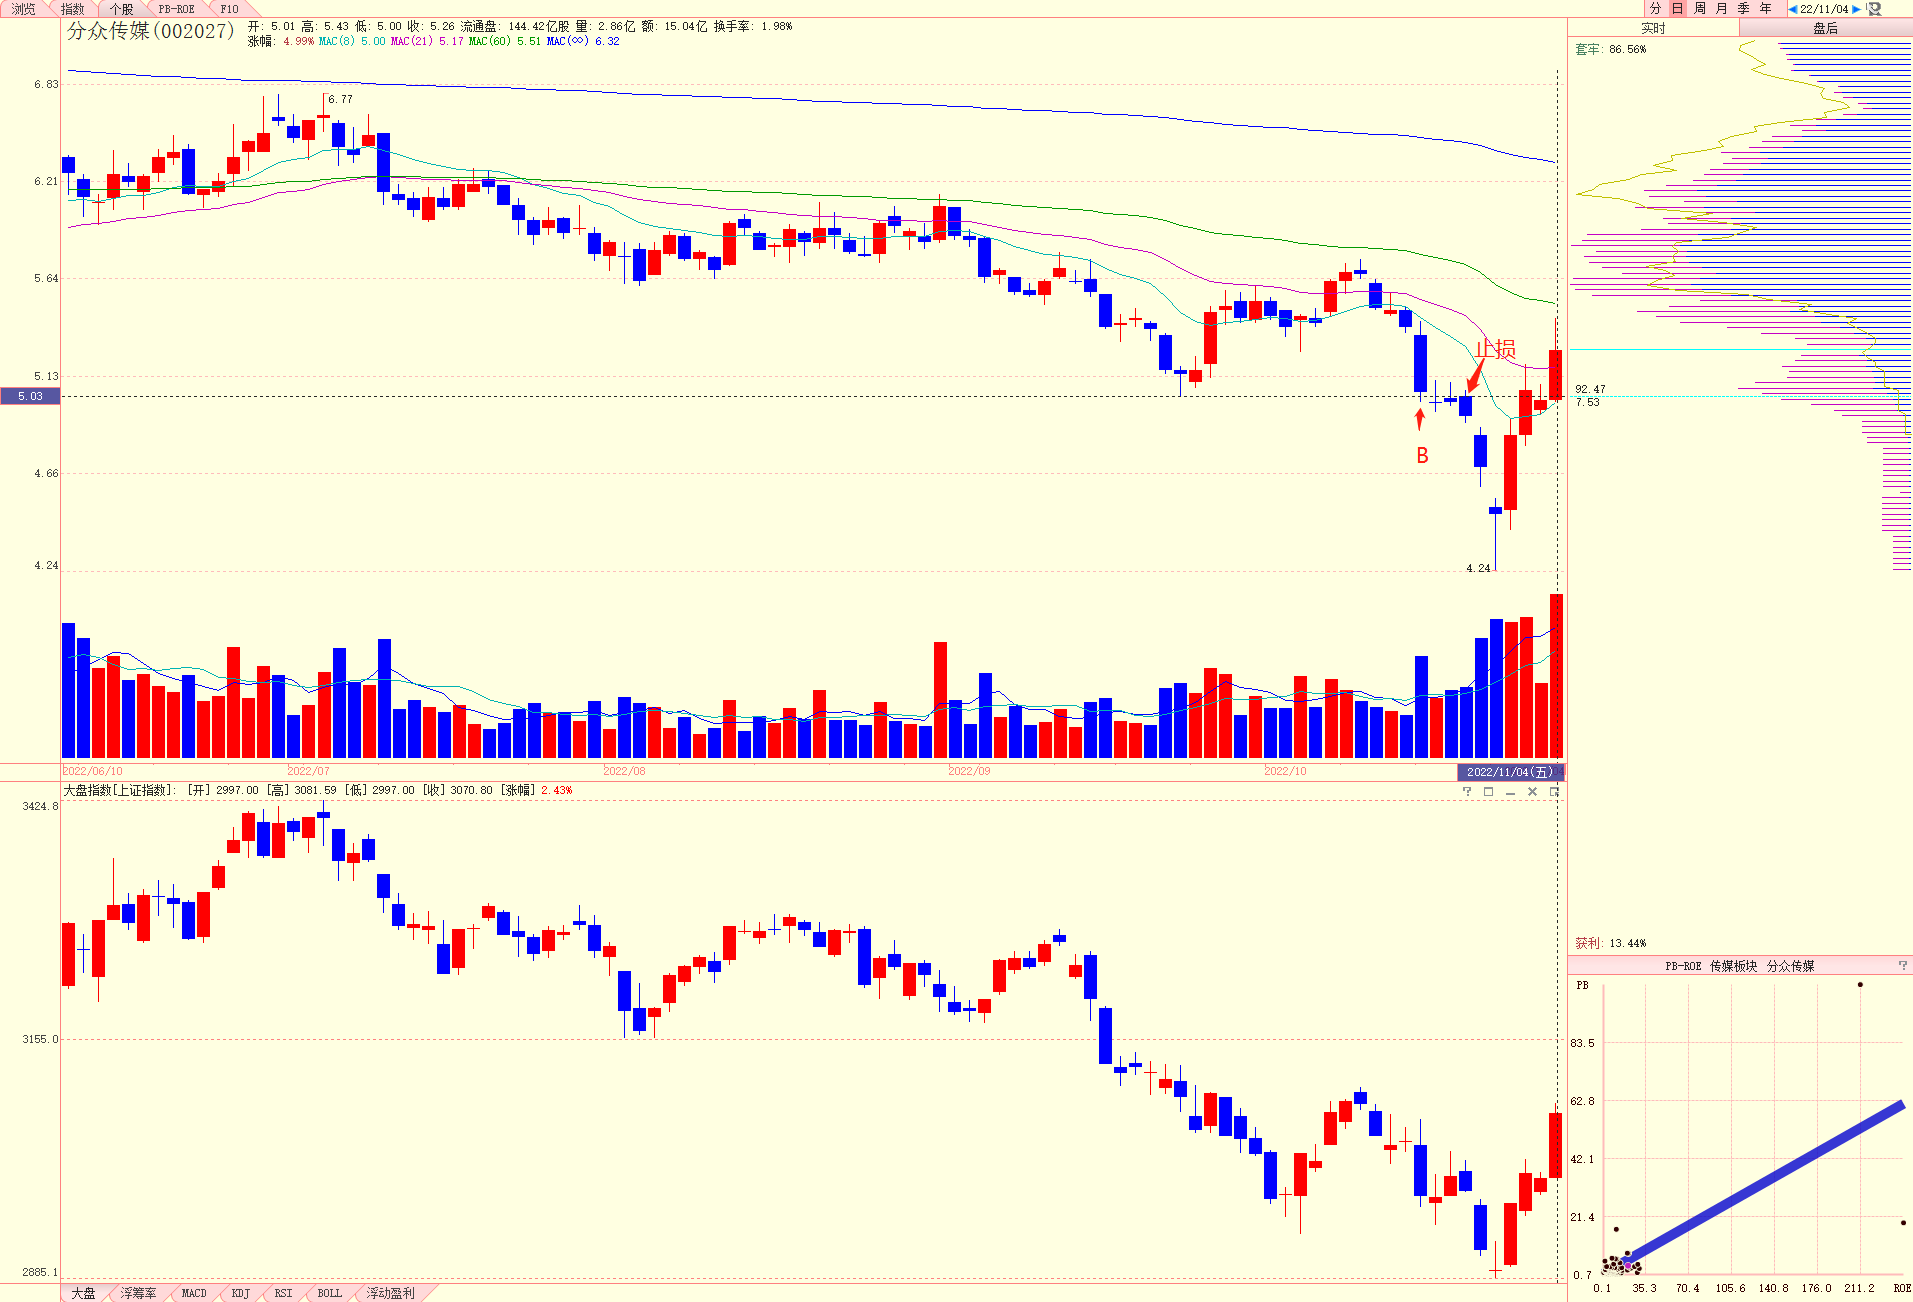 浏览 指数 个股 PB-ROE F10 分 日 周 月 季 年 22/11/04
分众传媒(002027) 开: 5.01 高: 5.43 低: 5.00 收: 5.26 流通盘: 144.42亿股 量: 2.86亿 额: 15.04亿 换手率: 1.98%
涨幅: 4.99% MAC(8) 5.00 MAC(21) 5.17 MAC(60) 5.51 MAC(∞) 6.32
实时 盘后
套牢: 86.56%
6.83
6.77
6.21
5.64
止损
5.13
92.47
5.03
7.53
B
4.66
4.24
4.24
2022/06/10 2022/07 2022/08 2022/09 2022/10 2022/11/04(五)
大盘指数[上证指数]: [开] 2997.00 [高] 3081.59 [低] 2997.00 [收] 3070.80 [涨幅] 2.43%
3424.8
获利: 13.44%
PB-ROE 传媒板块 分众传媒 ?
PB
3155.0
83.5
62.8
42.1
21.4
2885.1
0.7
0.1 35.3 70.4 105.6 140.8 176.0 211.2 ROE
大盘 浮筹率 MACD KDJ RSI BOLL 浮动盈利